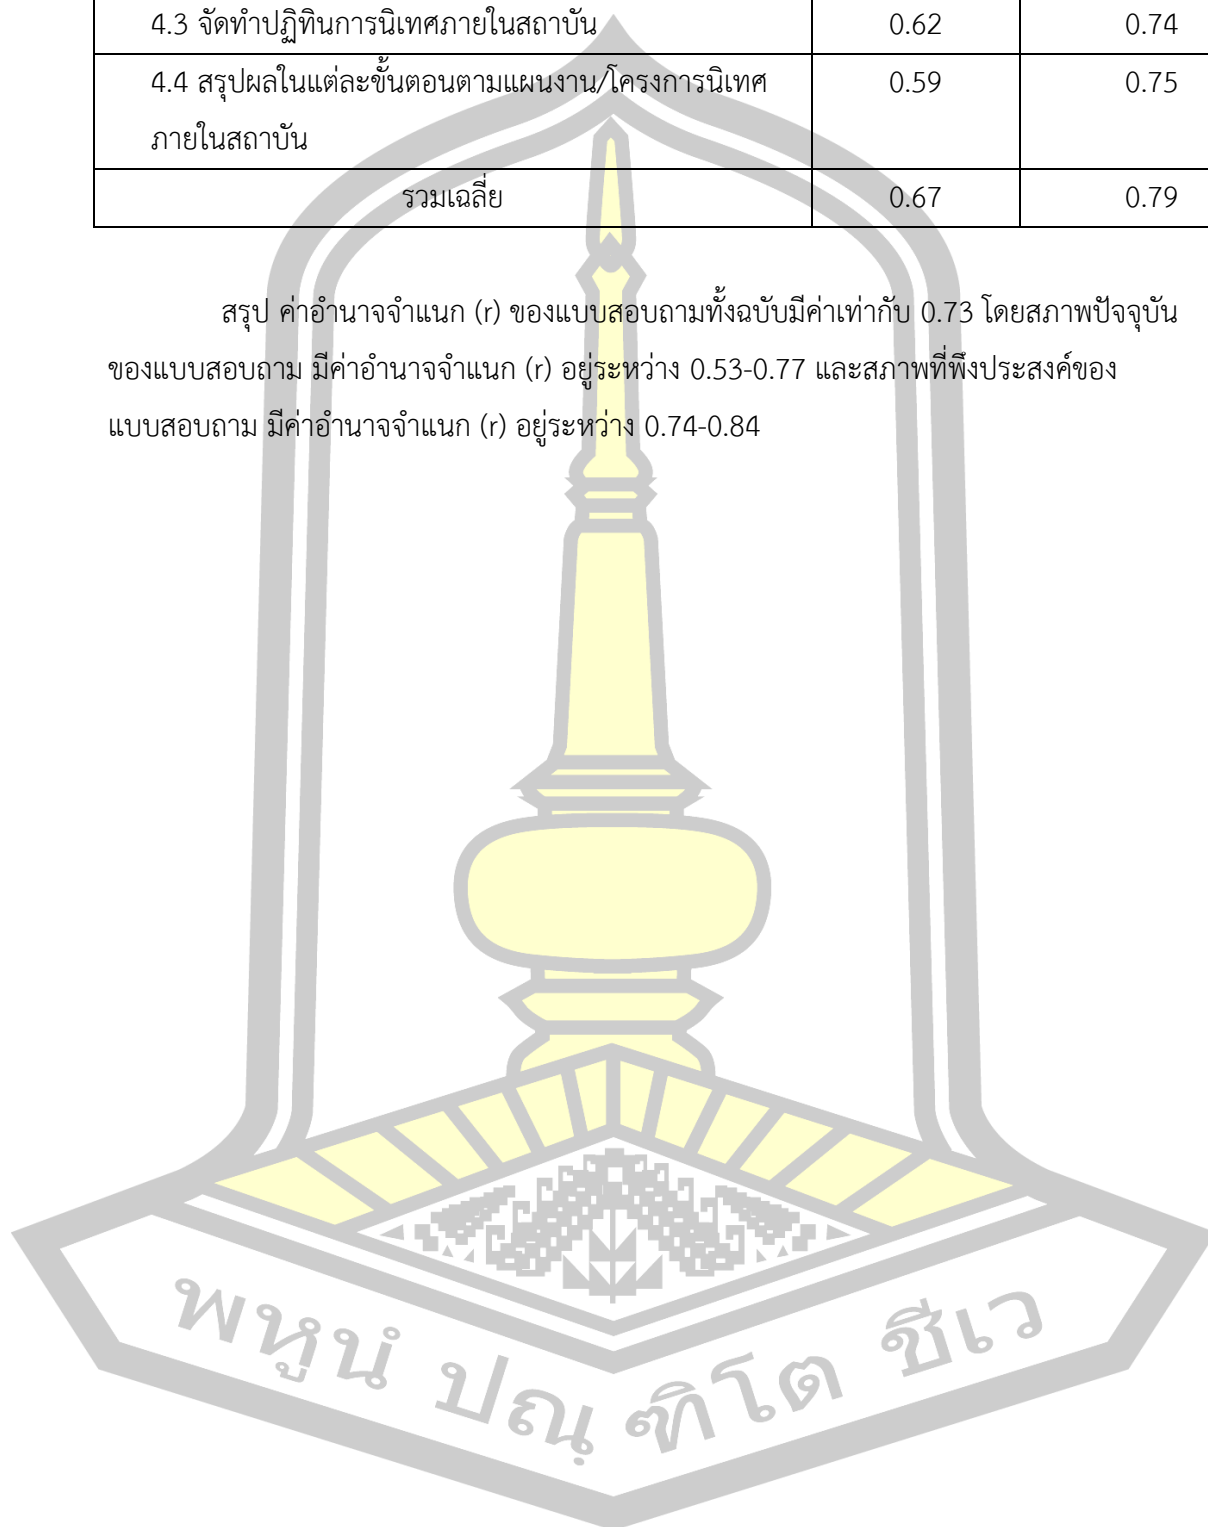 4.3 จัดทำปฏิทินการนิเทศภายในสถาบัน 0.62 0.74
4.4 สรุปผลในแต่ละขั้นตอนตามแผนงาน/โครงการนิเทศ 0.59 0.75
ภายในสถาบัน
รวมเฉลี่ย 0.67 0.79
สรุป ค่าอำนาจจำแนก (r) ของแบบสอบถามทั้งฉบับมีค่าเท่ากับ 0.73 โดยสภาพปัจจุบัน
ของแบบสอบถาม มีค่าอำนาจจำแนก (r) อยู่ระหว่าง 0.53-0.77 และสภาพที่พึงประสงค์ของ
แบบสอบถาม มีค่าอำนาจจำแนก (r) อยู่ระหว่าง 0.74-0.84
พหูนํ ปณฺฑิโต ชีเว